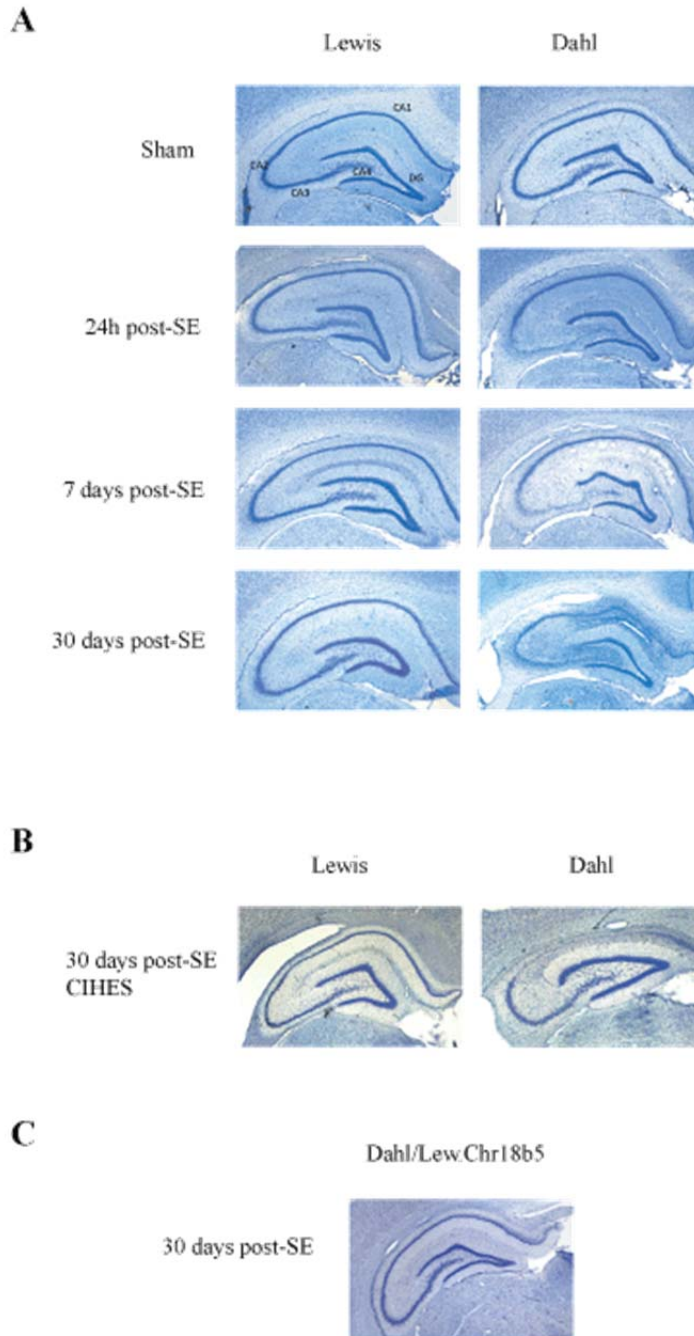 A
Lewis Dahl
Sham
CA1
CA2
CA3
CA4
DG
24h post-SE
7 days post-SE
30 days post-SE
B
Lewis Dahl
30 days post-SE
CIHES
C
Dahl/Lew.Chr18b5
30 days post-SE